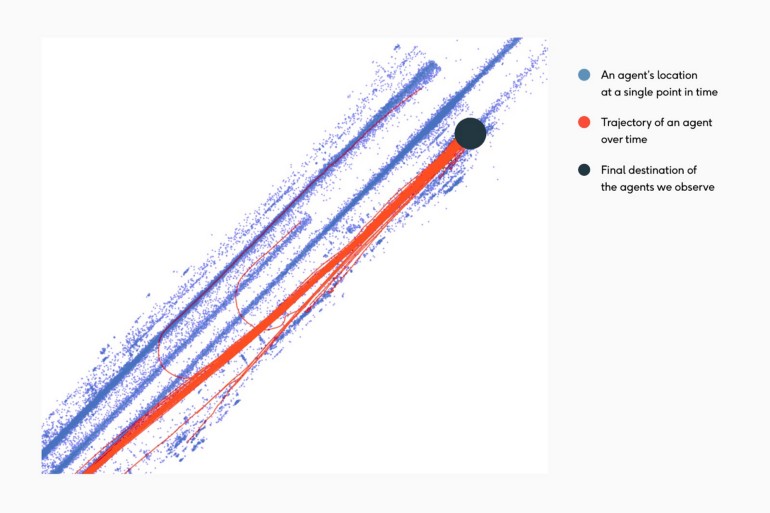 An agent's location
at a single point in time
Trajectory of an agent
over time
Final destination of
the agents we observe